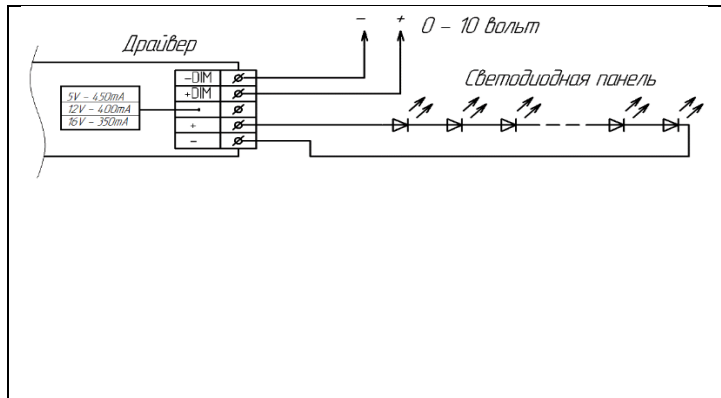 − +
0 – 10 вольт
Драйвер
Светодиодная панель
−DIM
+DIM
5V – 450mA
12V – 400mA
16V – 350mA
+
−